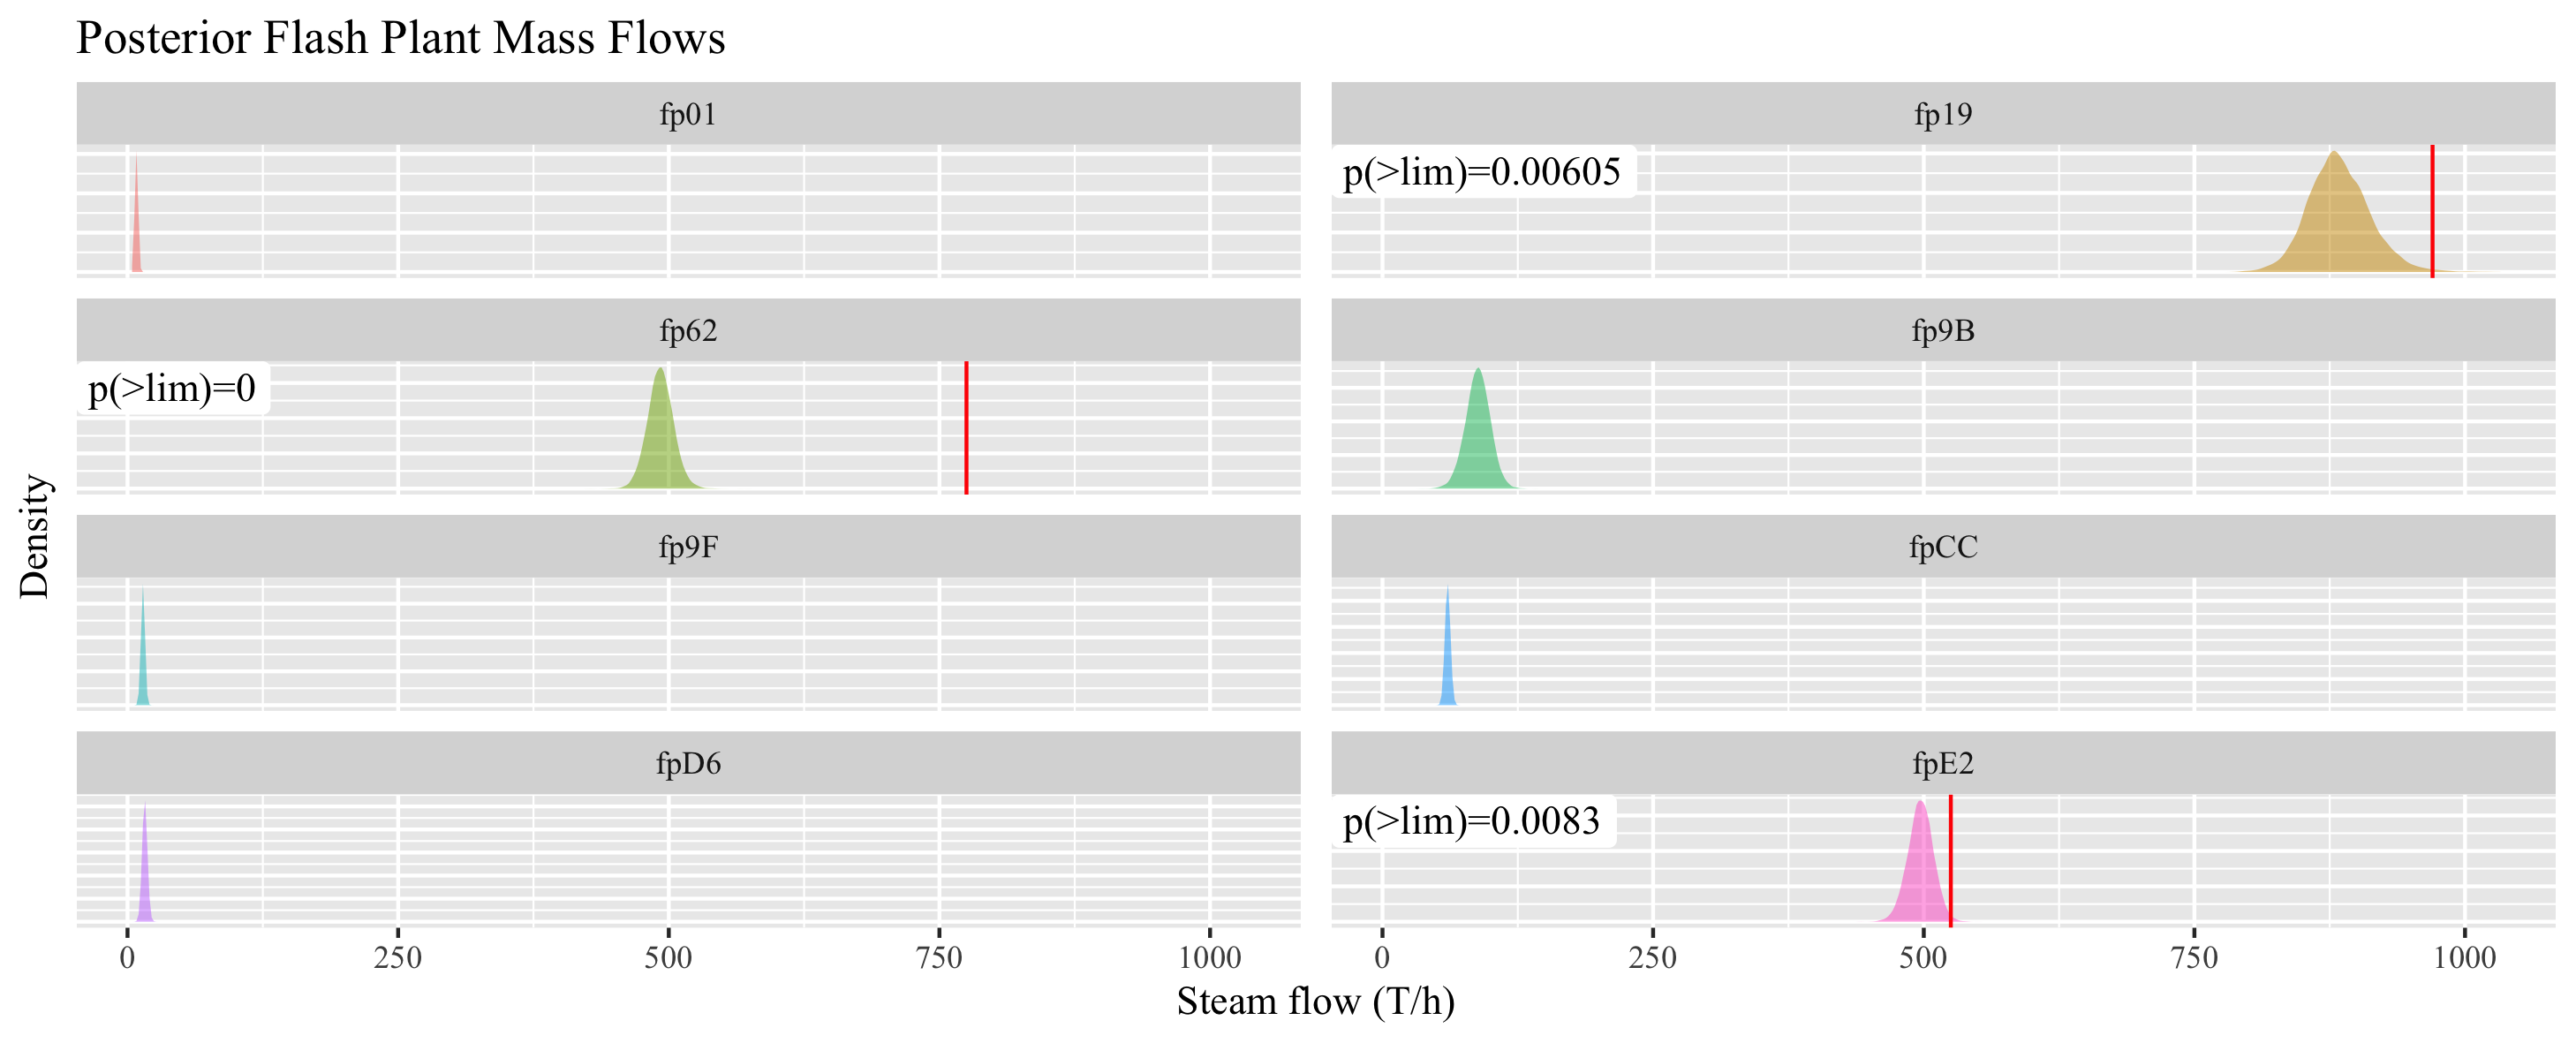 Posterior Flash Plant Mass Flows
fp01
fp19
p(>lim)=0.00605
fp62
fp9B
p(>lim)=0
fp9F
fpCC
fpD6
fpE2
p(>lim)=0.0083
Density
0 250 500 750 1000
0 250 500 750 1000
Steam flow (T/h)